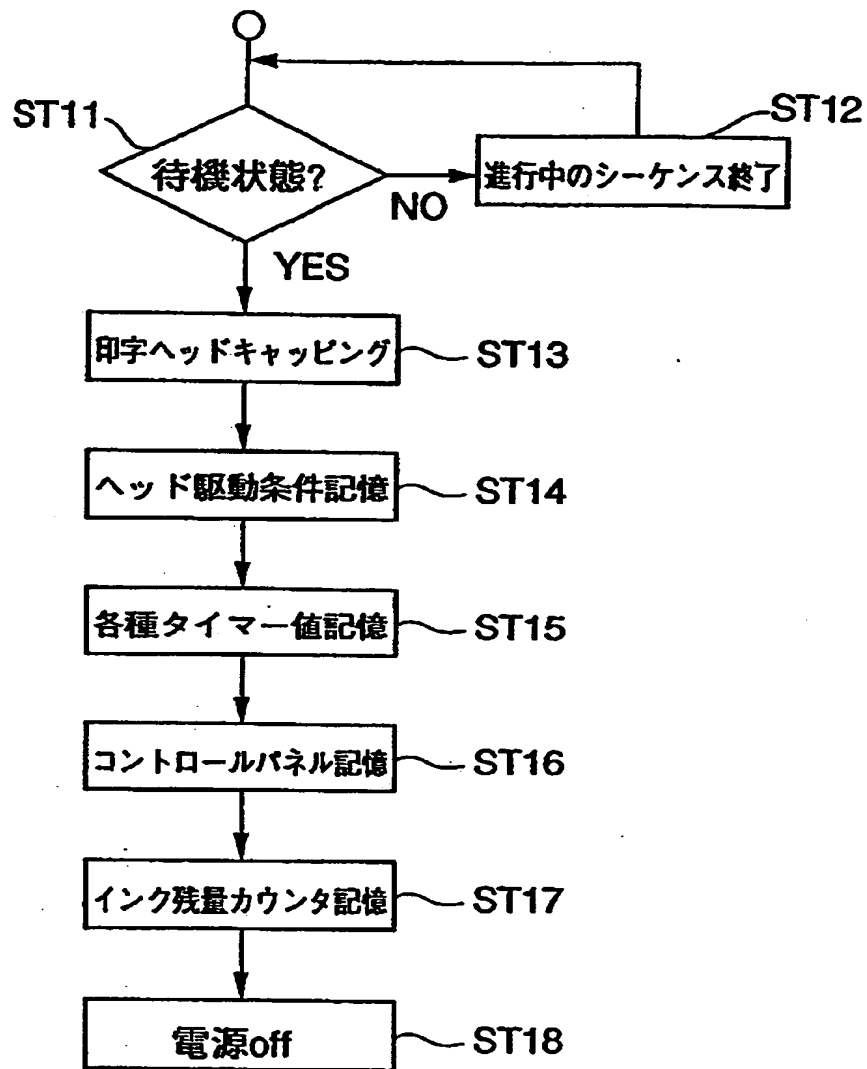 ST11
待機状態?
NO
YES
ST12
進行中のシーケンス終了
印字ヘッドキャッピング
ST13
ヘッド駆動条件記憶
ST14
各種タイマー値記憶
ST15
コントロールパネル記憶
ST16
インク残量カウンタ記憶
ST17
電源off
ST18